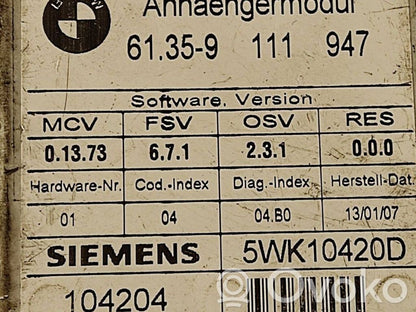 BMW
Anhaengermodul
61.35-9 111 947
Software, Version
MCV FSV OSV RES
0.13.73 6.7.1 2.3.1 0.0.0
Hardware-Nr. Cod.-Index Diag.-Index Herstell-Dat.
01 04 04.B0 13/01/07
SIEMENS 5WK10420D
104204
Ovoko